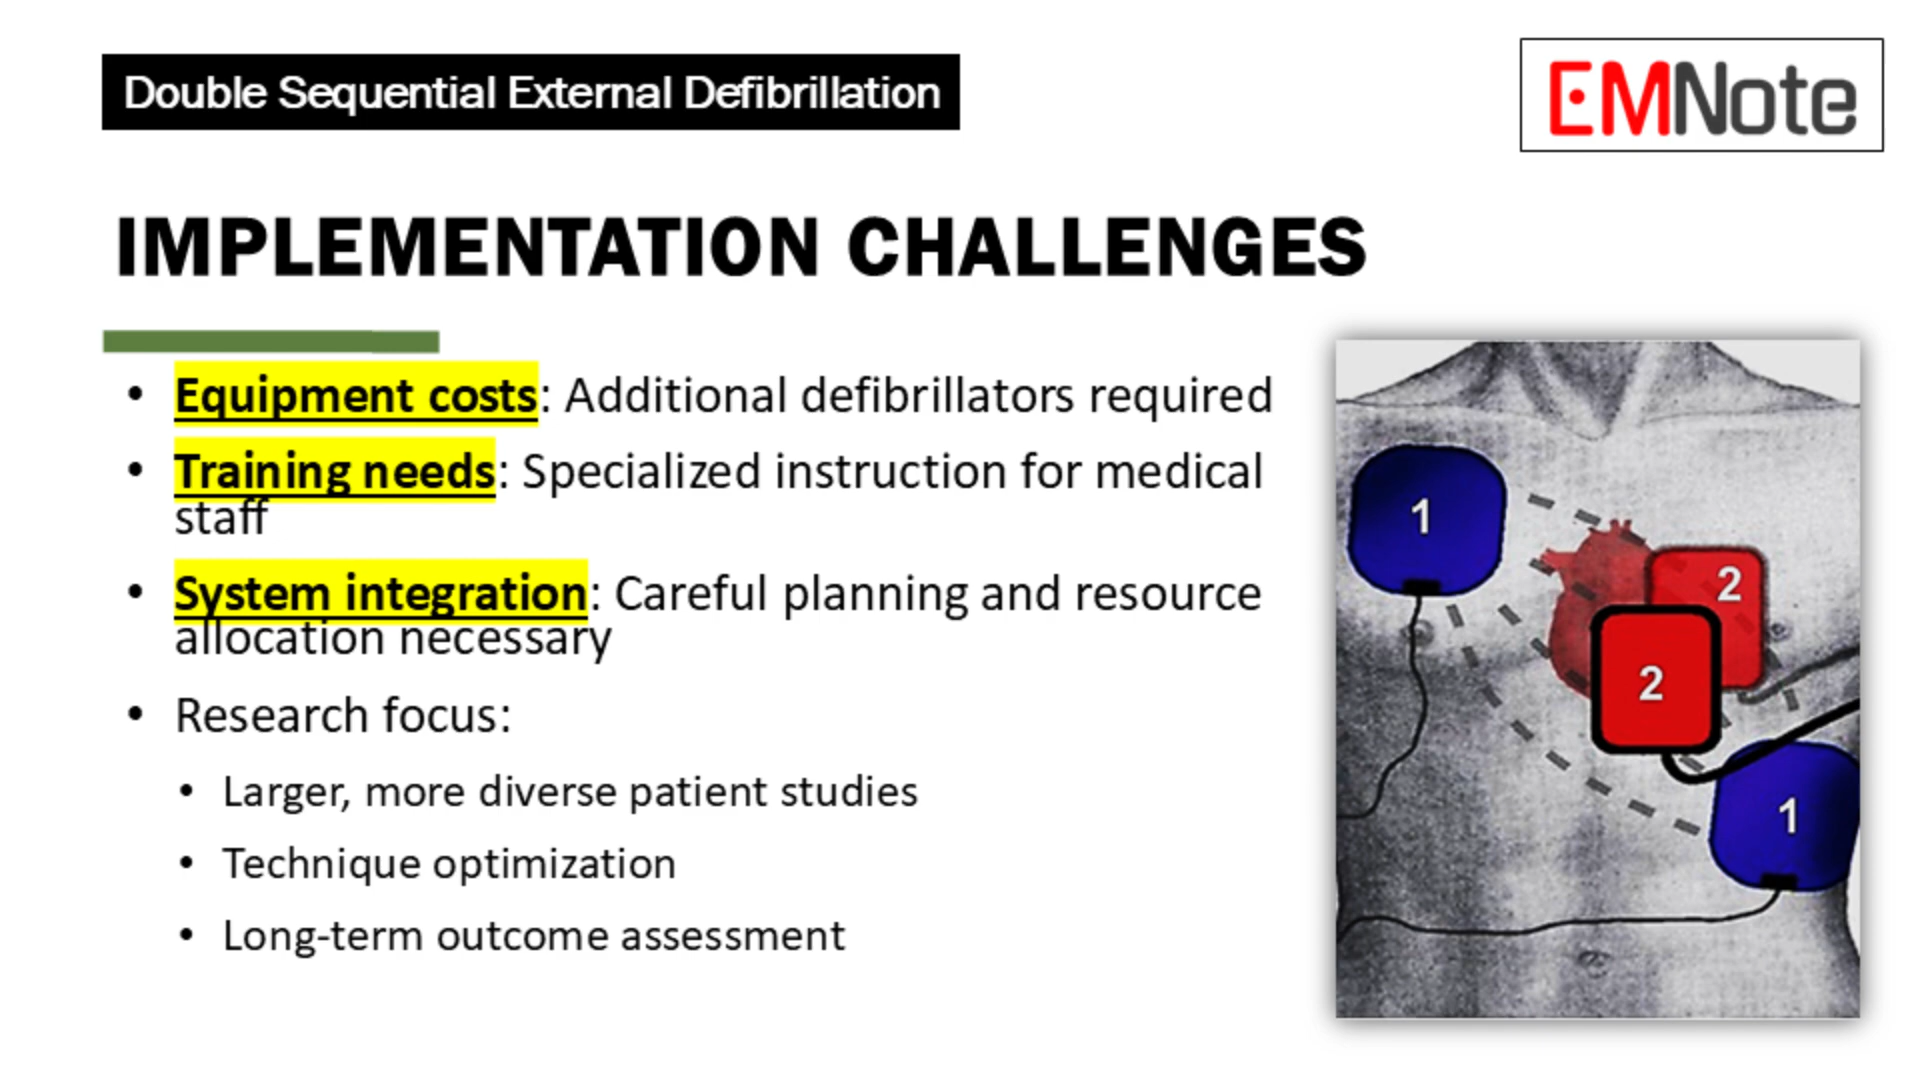 Double Sequential External Defibrillation
EMNote
IMPLEMENTATION CHALLENGES
• Equipment costs: Additional defibrillators required
• Training needs: Specialized instruction for medical
staff
• System integration: Careful planning and resource
allocation necessary
• Research focus:
• Larger, more diverse patient studies
• Technique optimization
• Long-term outcome assessment
1
2
2
1